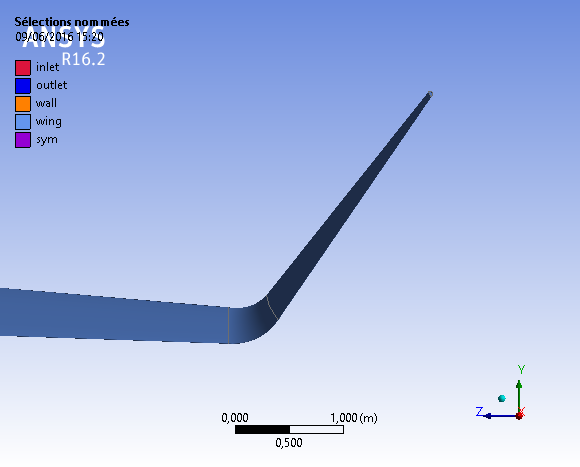 Sélections nommées
09/06/2016 15:20
ANSYS
R16.2
inlet
outlet
wall
wing
sym
0,000
1,000 (m)
0,500
Y
Z
X